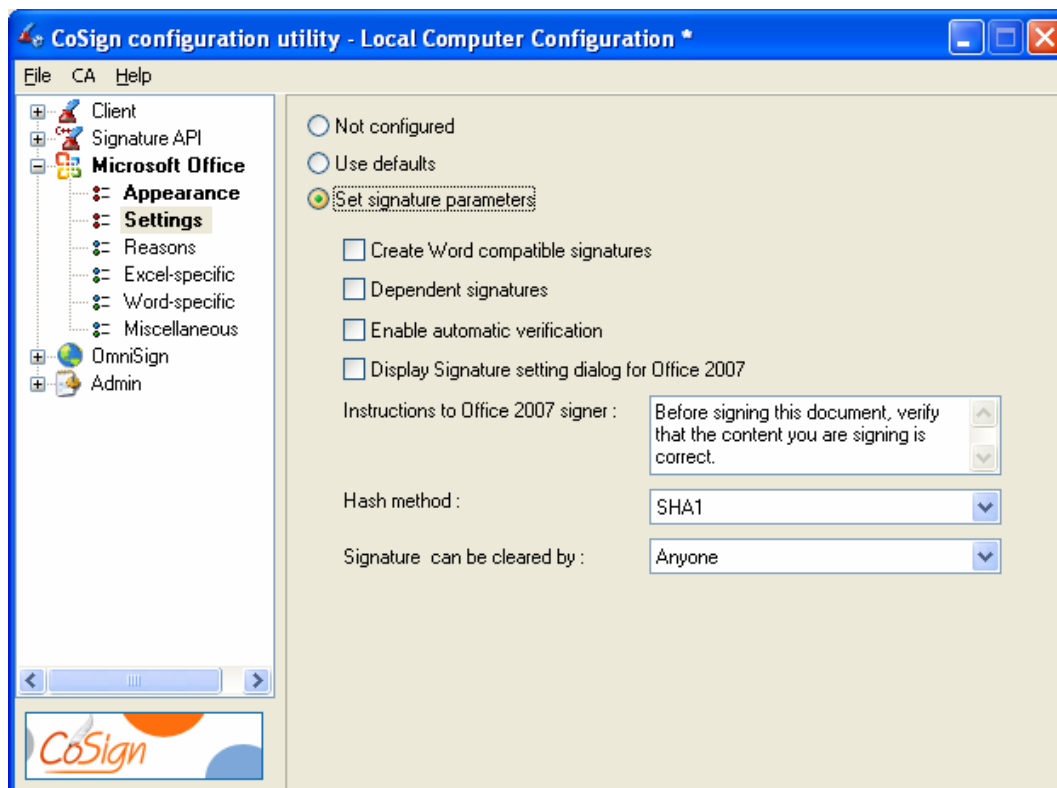 CoSign configuration utility - Local Computer Configuration *
File CA Help
Client
Signature API
Microsoft Office
Appearance
Settings
Reasons
Excel-specific
Word-specific
Miscellaneous
OmniSign
Admin
CoSign
Not configured
Use defaults
Set signature parameters
Create Word compatible signatures
Dependent signatures
Enable automatic verification
Display Signature setting dialog for Office 2007
Instructions to Office 2007 signer :
Before signing this document, verify
that the content you are signing is
correct.
Hash method :
SHA1
Signature can be cleared by :
Anyone